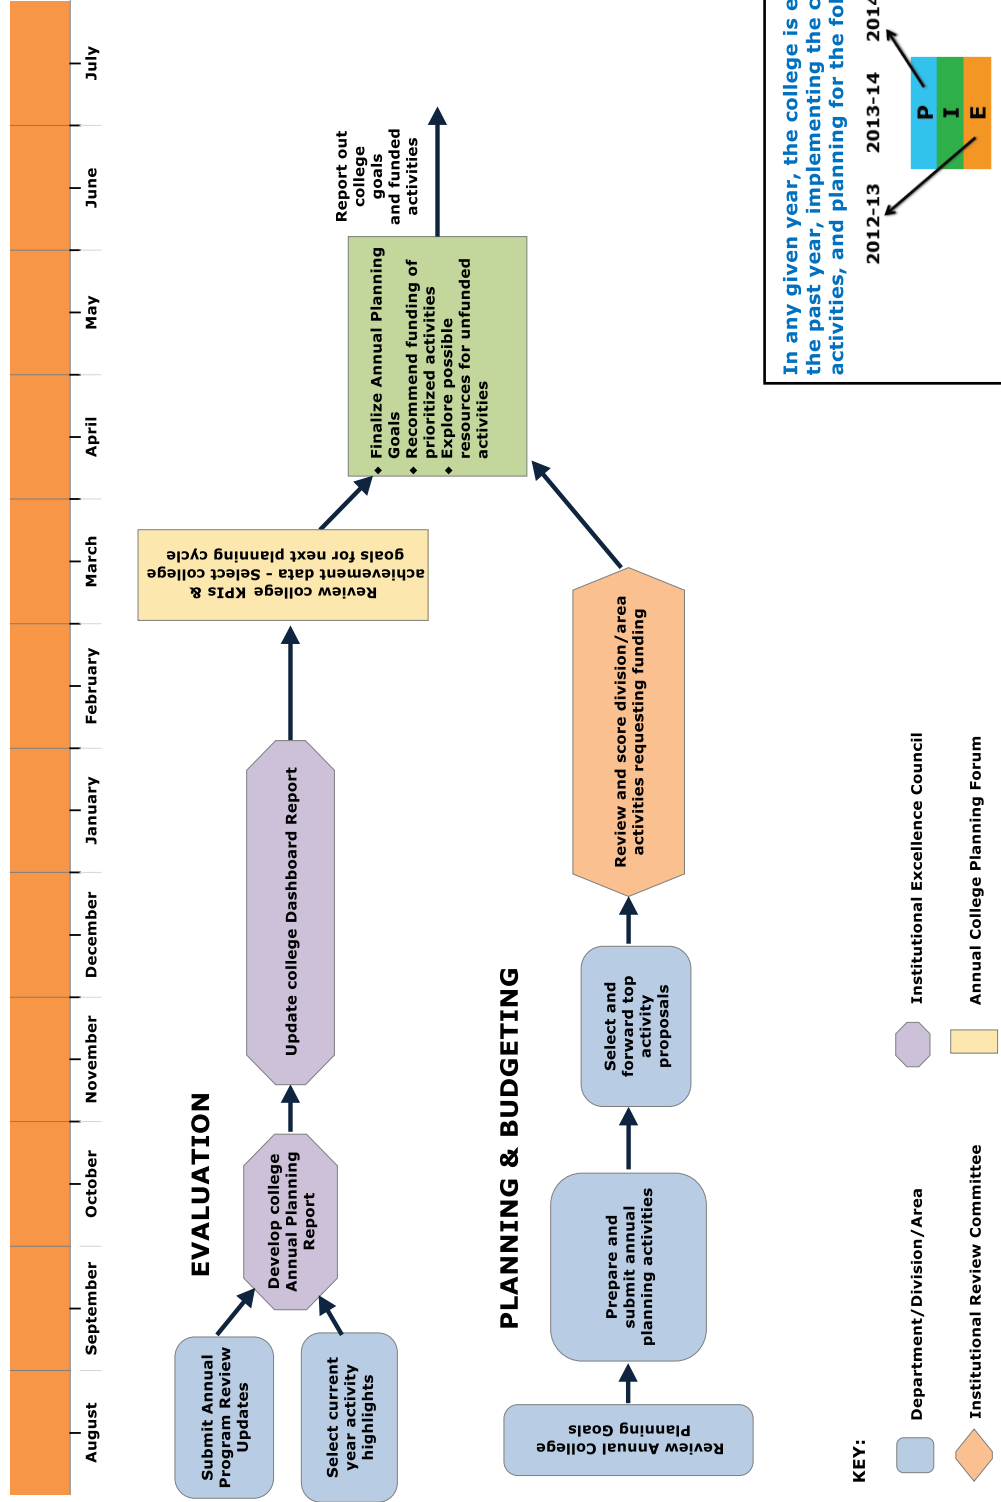 August
September
October
November
December
January
February
March
April
May
June
July
EVALUATION
Submit Annual
Program Review
Updates
Select current
year activity
highlights
Develop college
Annual Planning
Report
Update college Dashboard Report
Review college KPIs &
achievement data - Select college
goals for next planning cycle
◆ Finalize Annual Planning
Goals
◆ Recommend funding of
prioritized activities
◆ Explore possible
resources for unfunded
activities
Report out
college
goals
and funded
activities
PLANNING & BUDGETING
Review Annual College
Planning Goals
Prepare and
submit annual
planning activities
Select and
forward top
activity
proposals
Review and score division/area
activities requesting funding
KEY:
Department/Division/Area
Institutional Excellence Council
Institutional Review Committee
Annual College Planning Forum
In any given year, the college is
the past year, implementing the
activities, and planning for the
2012-13 2013-14 2014
P
I
E